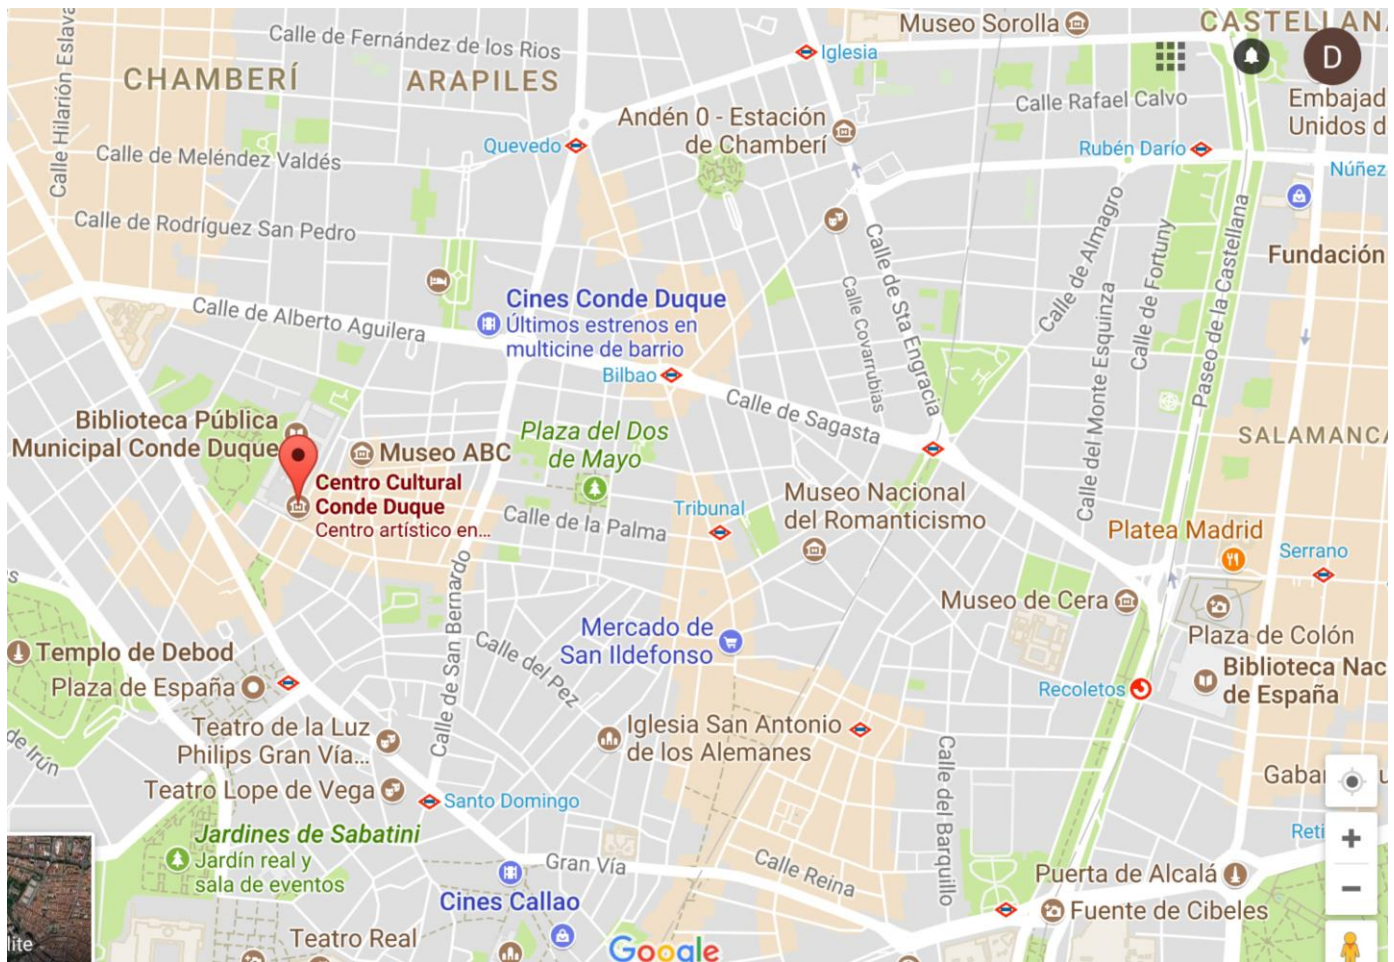 Museo Sorolla
CASTELLAN
Calle de Fernández de los Rios
Iglesia
D
CHAMBERÍ
ARAPILES
Calle Hilarión Eslava
Calle Rafael Calvo
Embajad
Unidos d
Andén 0 - Estación
de Chamberí
Quevedo
Rubén Darío
Calle de Meléndez Valdés
Núñez
Calle de Rodríguez San Pedro
Calle de Sta Engracia
Calle de Almagro
Calle de Fortuny
Paseo de la Castellana
Fundación
Calle de Alberto Aguilera
Cines Conde Duque
Últimos estrenos en
multicine de barrio
Calle Covarrubias
Calle del Monte Esquinza
Bilbao
Calle de Sagasta
Biblioteca Pública
Municipal Conde Duque
Museo ABC
Plaza del Dos
de Mayo
SALAMANCA
Centro Cultural
Conde Duque
Centro artístico en...
Calle de la Palma
Tribunal
Museo Nacional
del Romanticismo
Platea Madrid
Serrano
Calle de San Bernardo
Museo de Cera
Mercado de
San Ildefonso
Plaza de Colón
Templo de Debod
Plaza de España
Calle del Pez
Biblioteca Nac
de España
Recoletos
Teatro de la Luz
Philips Gran Vía...
Iglesia San Antonio
de los Alemanes
de Irún
Calle del Barquillo
Teatro Lope de Vega
Santo Domingo
Gaba
Jardines de Sabatini
Jardín real y
sala de eventos
Gran Vía
Calle Reina
Reti
Puerta de Alcalá
Cines Callao
Fuente de Cibeles
Teatro Real
lite
Google